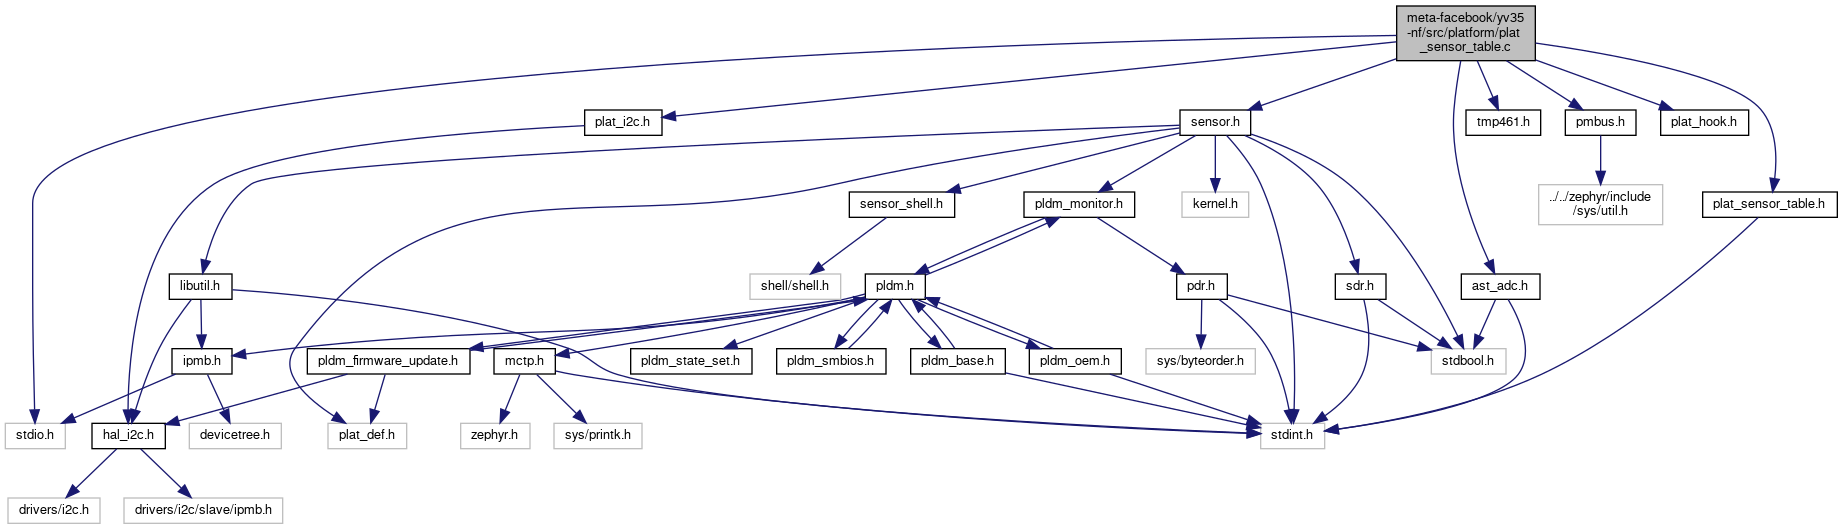 meta-facebook/yv35
-nf/src/platform/plat
_sensor_table.c
plat_i2c.h
sensor.h
tmp461.h
pmbus.h
plat_hook.h
sensor_shell.h
pldm_monitor.h
kernel.h
../../zephyr/include
/sys/util.h
plat_sensor_table.h
libutil.h
shell/shell.h
pldm.h
pdr.h
sdr.h
ast_adc.h
ipmb.h
pldm_firmware_update.h
mctp.h
pldm_state_set.h
pldm_smbios.h
pldm_base.h
pldm_oem.h
sys/byteorder.h
stdbool.h
stdio.h
hal_i2c.h
devicetree.h
plat_def.h
zephyr.h
sys/printk.h
stdint.h
drivers/i2c.h
drivers/i2c/slave/ipmb.h